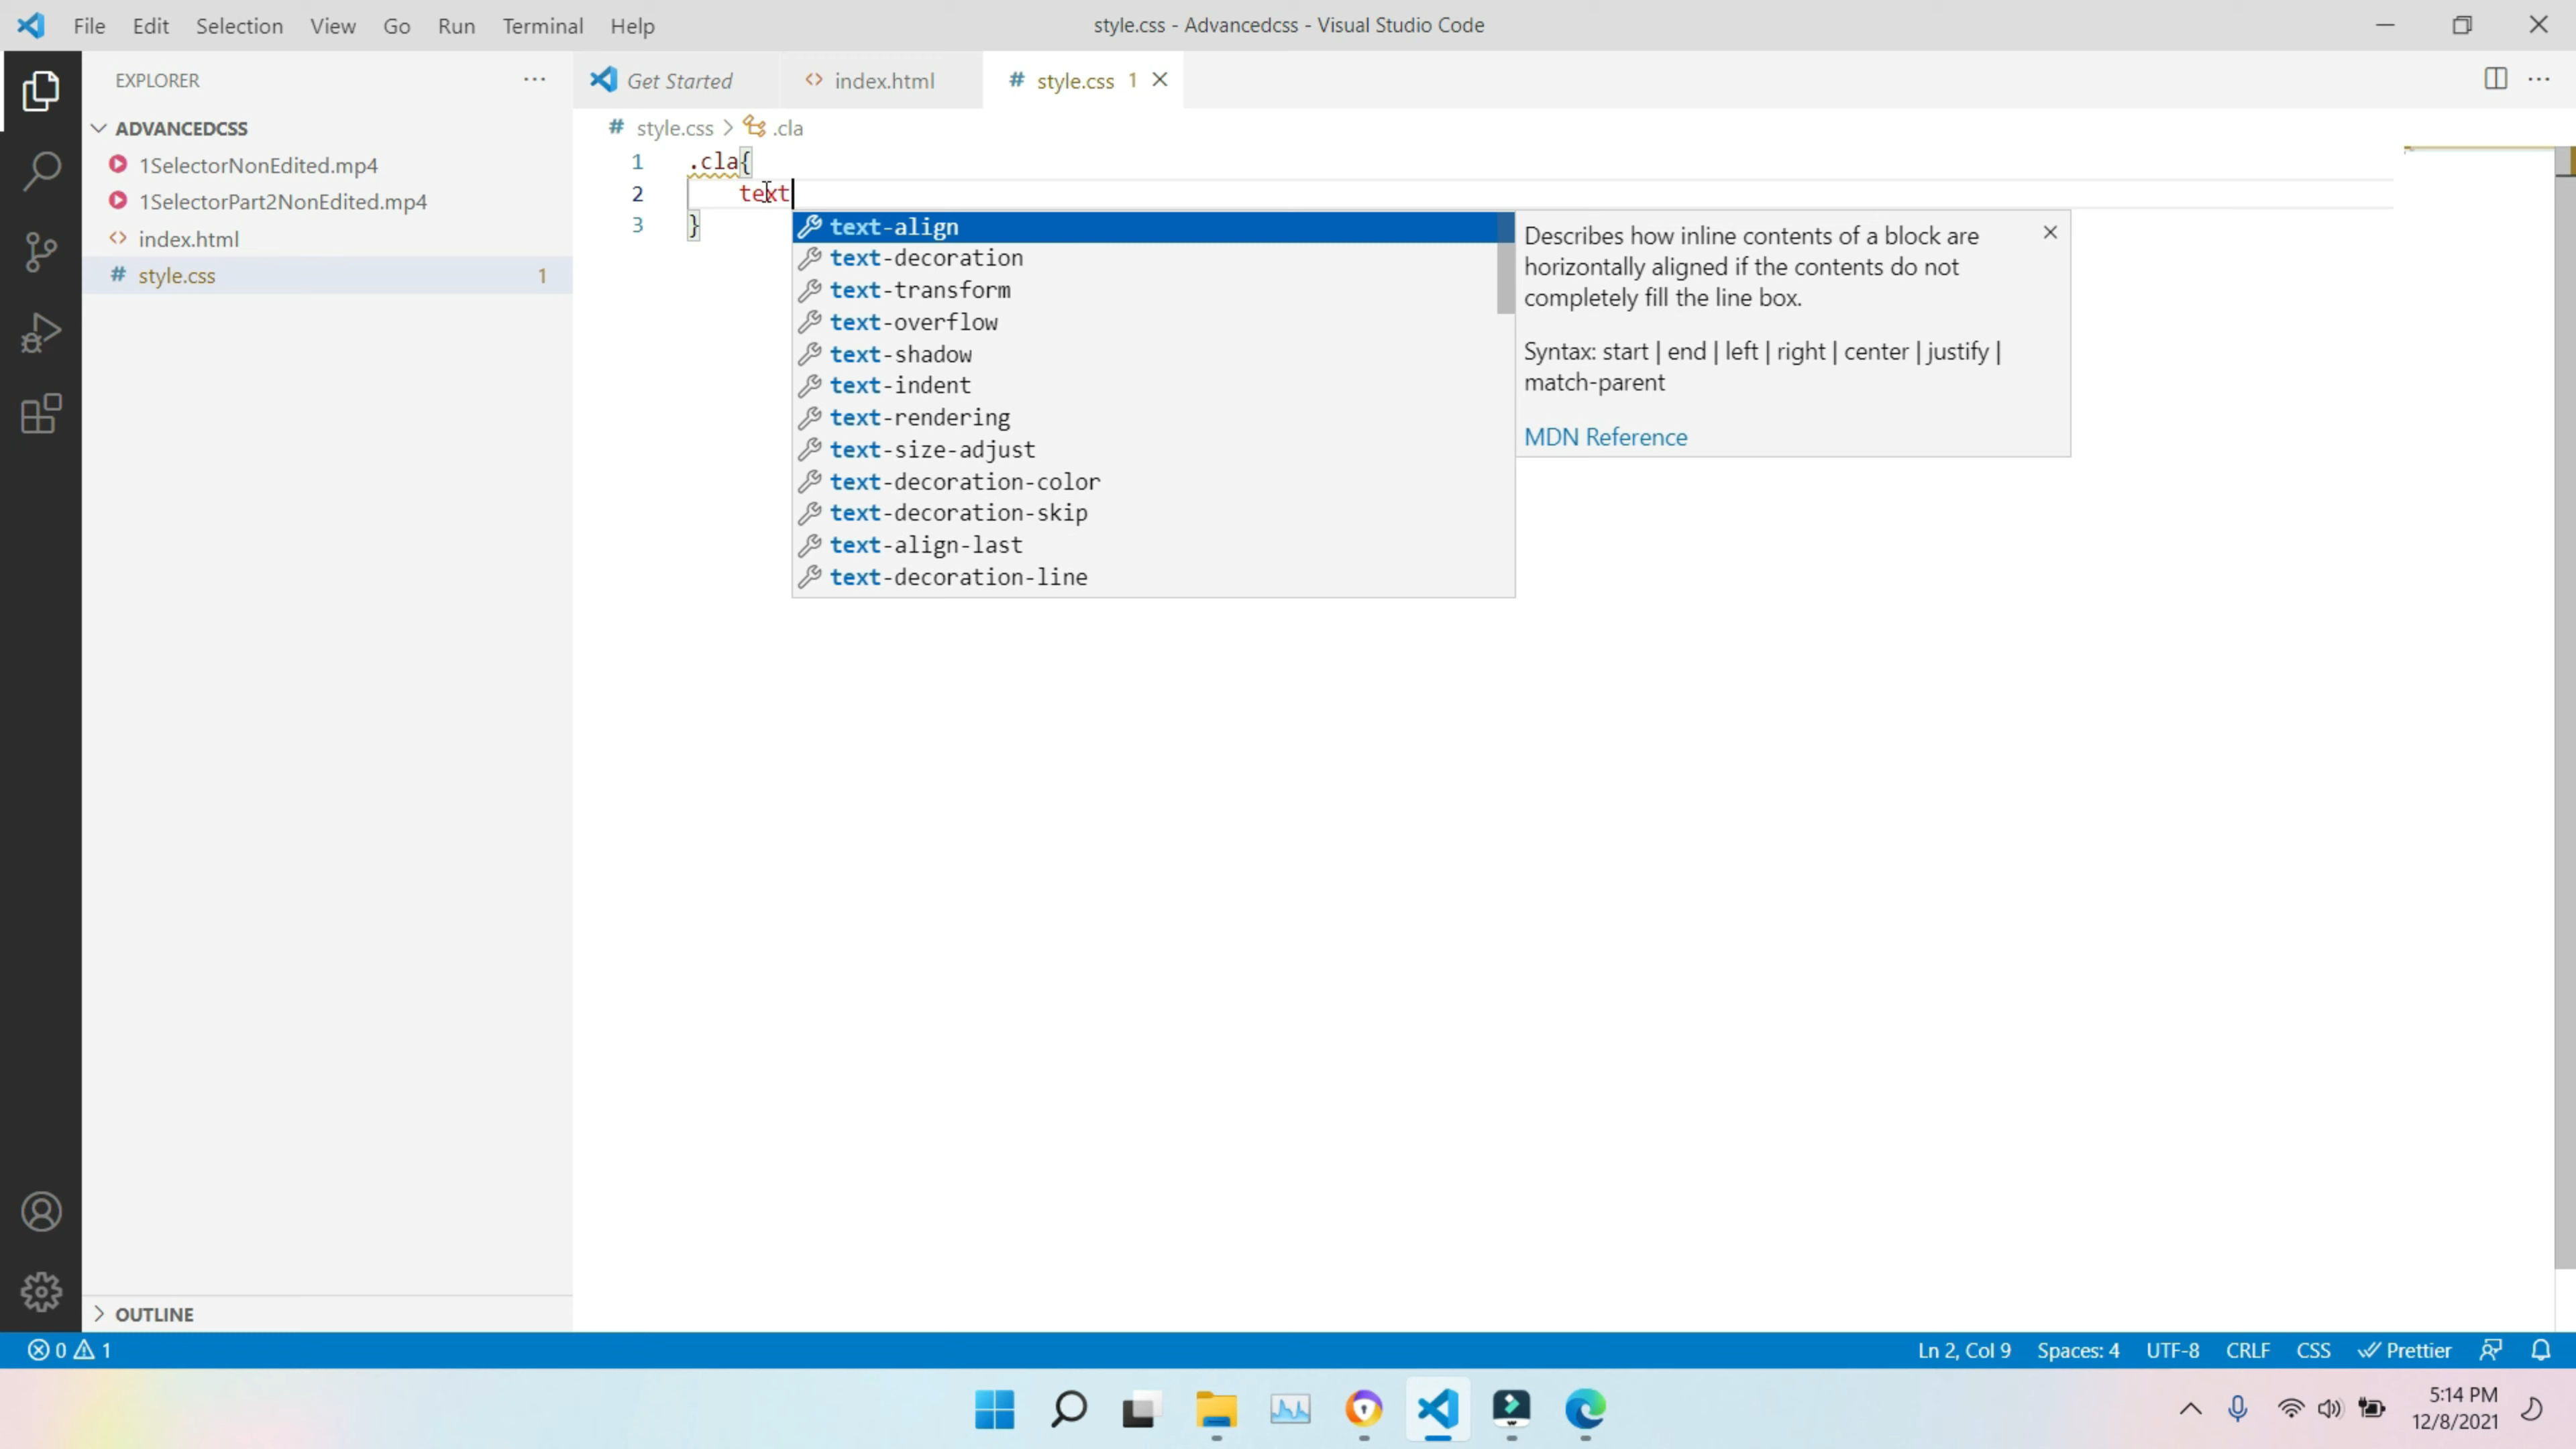 File Edit Selection View Go Run Terminal Help
style.css - Advancedcss - Visual Studio Code
EXPLORER
Get Started
index.html
style.css 1
ADVANCEDCSS
1SelectorNonEdited.mp4
1SelectorPart2NonEdited.mp4
index.html
style.css 1
style.css > .cla
1 .cla{
2 text
3 }
text-align
text-decoration
text-transform
text-overflow
text-shadow
text-indent
text-rendering
text-size-adjust
text-decoration-color
text-decoration-skip
text-align-last
text-decoration-line
Describes how inline contents of a block are
horizontally aligned if the contents do not
completely fill the line box.
Syntax: start | end | left | right | center | justify |
match-parent
MDN Reference
OUTLINE
0 1
Ln 2, Col 9 Spaces: 4 UTF-8 CRLF CSS Prettier
5:14 PM
12/8/2021